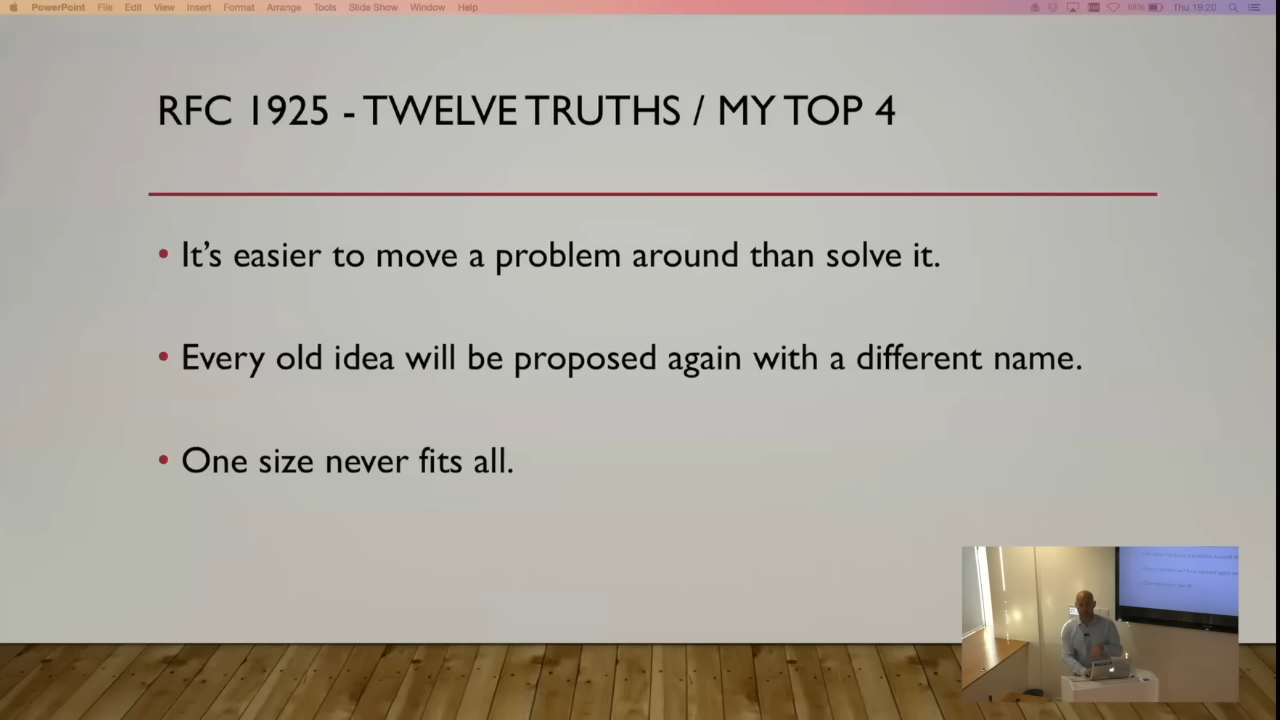 PowerPoint File Edit View Insert Format Arrange Tools Slide Show Window Help 68% Thu 19:20
RFC 1925 - TWELVE TRUTHS / MY TOP 4
• It’s easier to move a problem around than solve it.
• Every old idea will be proposed again with a different name.
• One size never fits all.